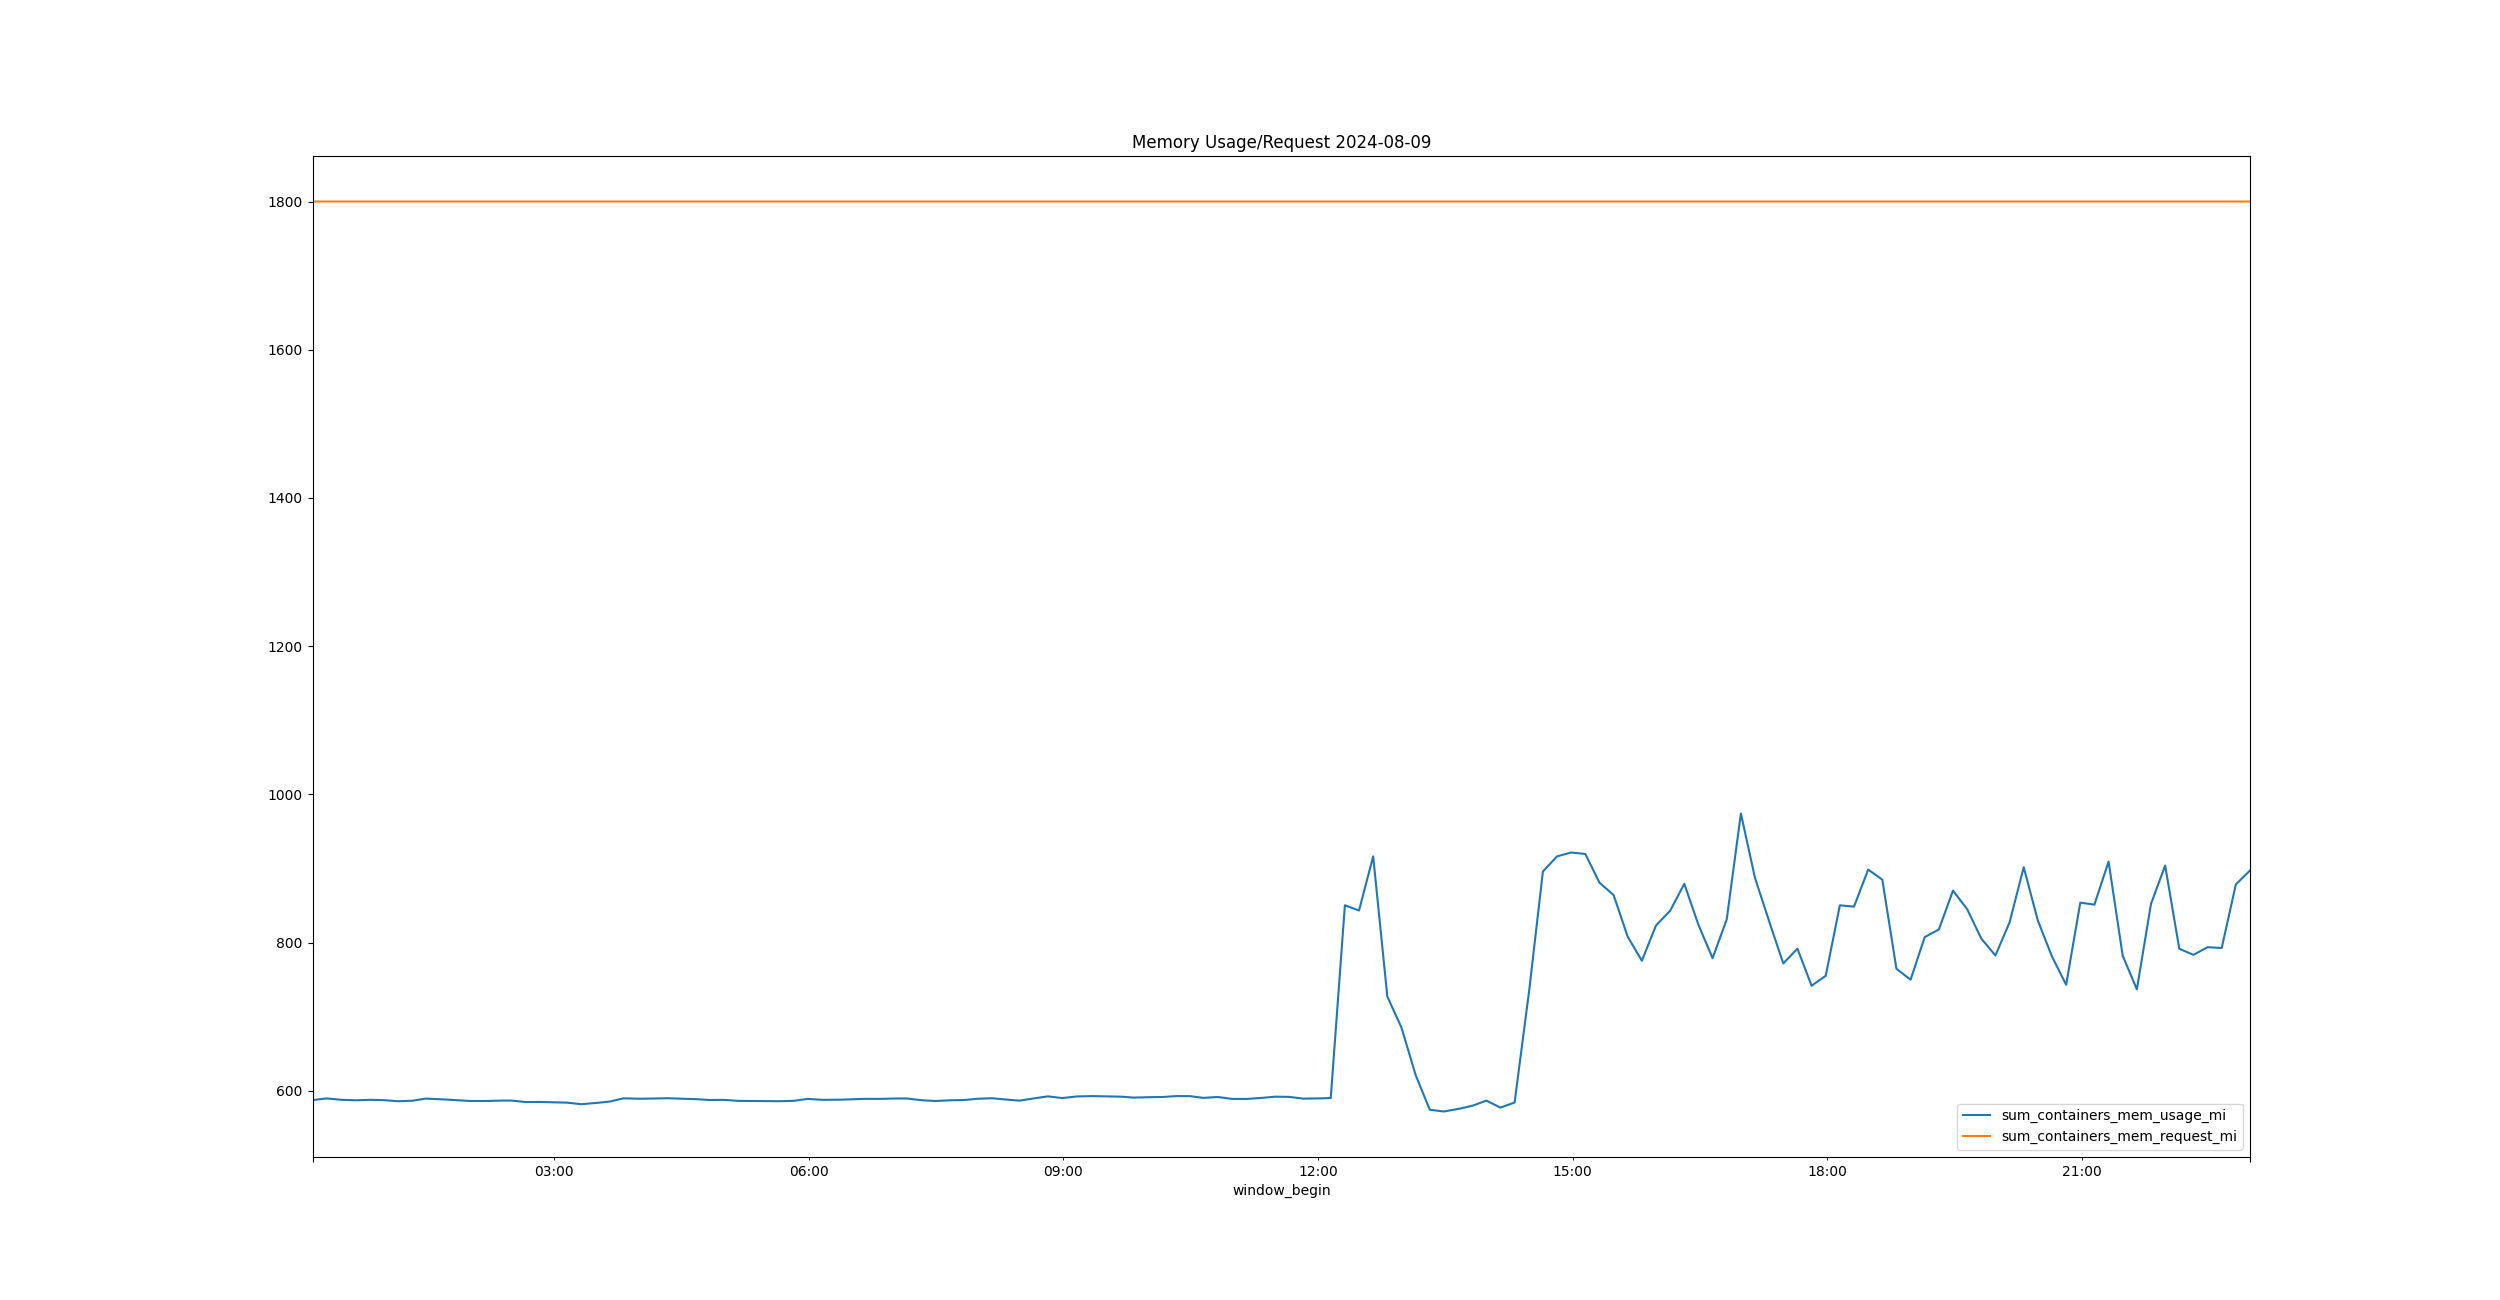 Memory Usage/Request 2024-08-09
1800
1600
1400
1200
1000
800
600
03:00 06:00 09:00 12:00 15:00 18:00 21:00
window_begin
sum_containers_mem_usage_mi
sum_containers_mem_request_mi